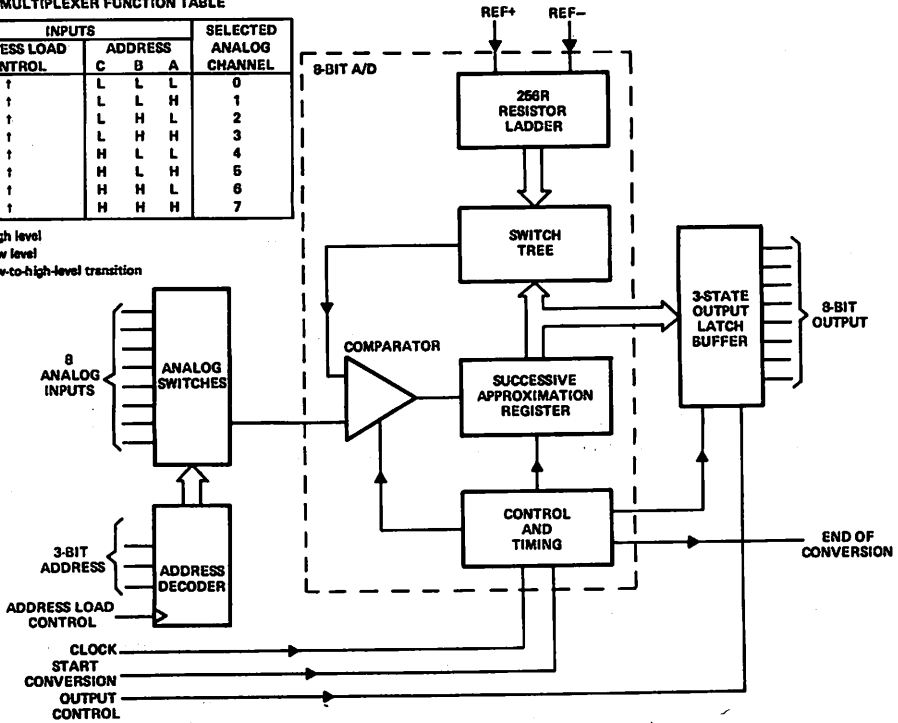 MULTIPLEXER FUNCTION TABLE
INPUTS
SELECTED
ANALOG
CHANNEL
ESS LOAD
NTROL
ADDRESS
C B A
↑ L L L 0
↑ L L H 1
↑ L H L 2
↑ L H H 3
↑ H L L 4
↑ H L H 5
↑ H H L 6
↑ H H H 7
gh level
w level
w-to-high-level transition
REF+
REF−
8-BIT A/D
256R
RESISTOR
LADDER
SWITCH
TREE
3-STATE
OUTPUT
LATCH
BUFFER
8-BIT
OUTPUT
8
ANALOG
INPUTS
ANALOG
SWITCHES
COMPARATOR
SUCCESSIVE
APPROXIMATION
REGISTER
CONTROL
AND
TIMING
END OF
CONVERSION
3-BIT
ADDRESS
ADDRESS
DECODER
ADDRESS LOAD
CONTROL
CLOCK
START
CONVERSION
OUTPUT
CONTROL